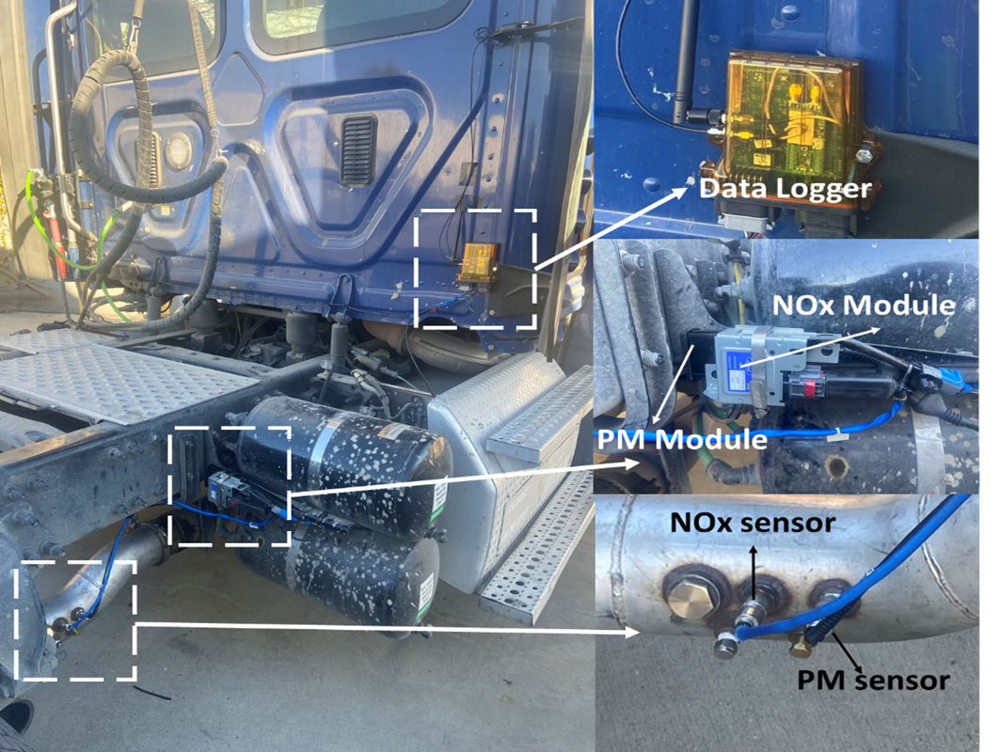 Data Logger
NOx Module
PM Module
NOx sensor
PM sensor